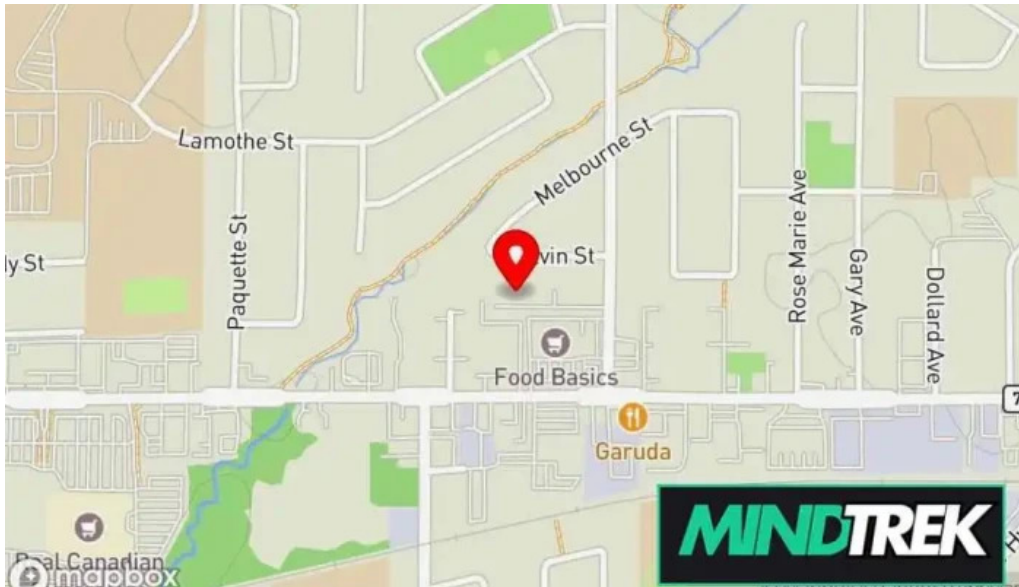 Lamothe St
Melbourne St
Paquette St
Rose Marie Ave
ly St
vin St
Gary Ave
Dollard Ave
Food Basics
7
Garuda
MINDTREK
Real Canadian
mapbox